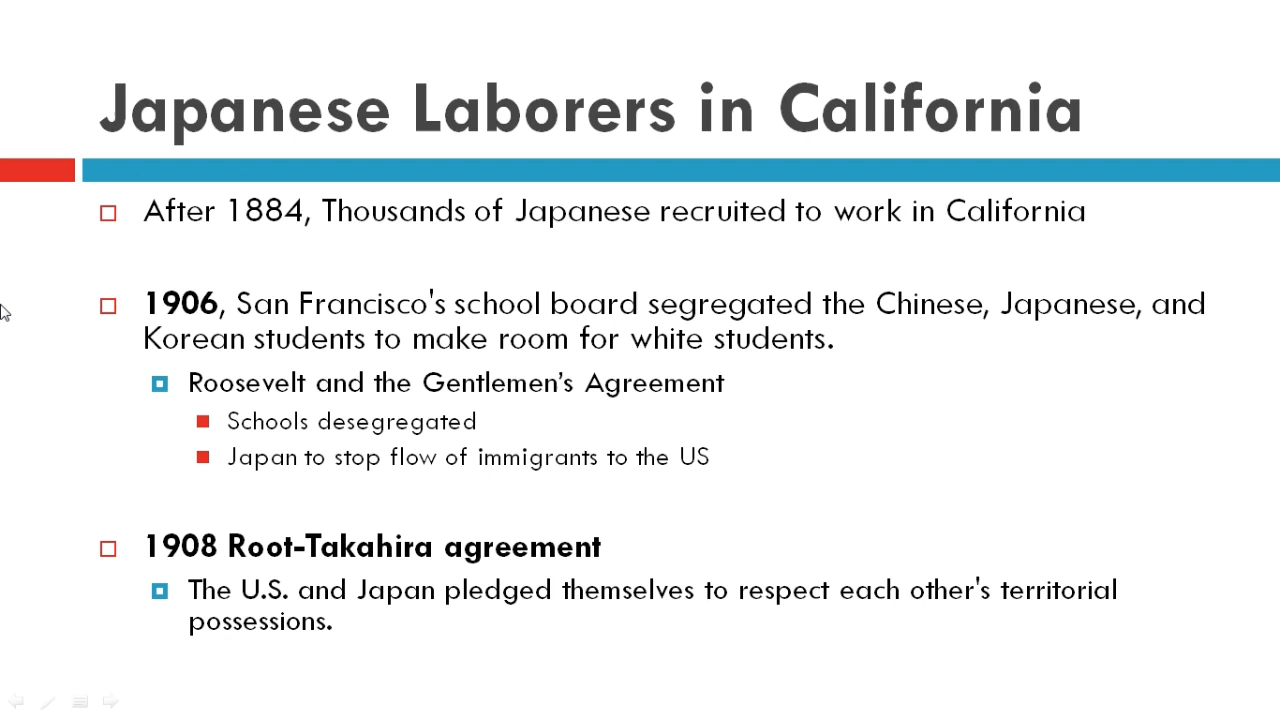 Japanese Laborers in California
After 1884, Thousands of Japanese recruited to work in California
1906, San Francisco's school board segregated the Chinese, Japanese, and
Korean students to make room for white students.
Roosevelt and the Gentlemen’s Agreement
Schools desegregated
Japan to stop flow of immigrants to the US
1908 Root-Takahira agreement
The U.S. and Japan pledged themselves to respect each other's territorial
possessions.